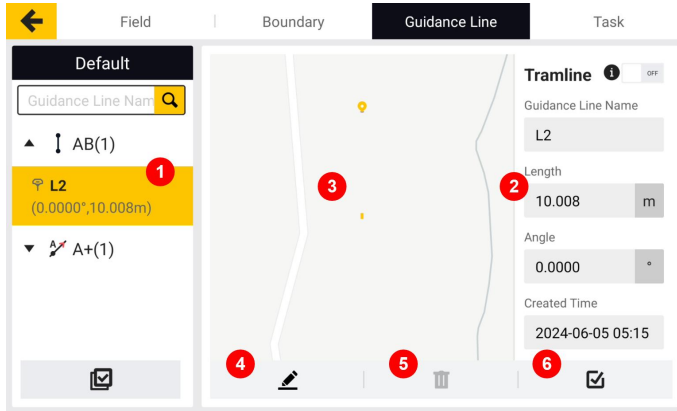 Field
Boundary
Guidance Line
Task
Default
Guidance Line Nam
AB(1)
1
L2
(0.0000°,10.008m)
A+(1)
3
Tramline
OFF
Guidance Line Name
L2
Length
2
10.008 m
Angle
0.0000 °
Created Time
2024-06-05 05:15
4
5
6